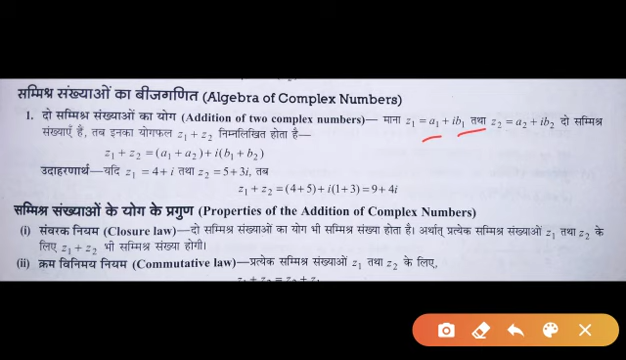 सम्मिश्र संख्याओं का बीजगणित (Algebra of Complex Numbers)
1. दो सम्मिश्र संख्याओं का योग (Addition of two complex numbers)— माना z₁ = a₁ + ib₁ तथा z₂ = a₂ + ib₂ दो सम्मिश्र
संख्याएँ हैं, तब इनका योगफल z₁ + z₂ निम्नलिखित होता है—
z₁ + z₂ = (a₁ + a₂) + i(b₁ + b₂)
उदाहरणार्थ—यदि z₁ = 4 + i तथा z₂ = 5 + 3i, तब
z₁ + z₂ = (4+5) + i(1+3) = 9 + 4i
सम्मिश्र संख्याओं के योग के प्रगुण (Properties of the Addition of Complex Numbers)
(i) संवरक नियम (Closure law)—दो सम्मिश्र संख्याओं का योग भी सम्मिश्र संख्या होता है। अर्थात् प्रत्येक सम्मिश्र संख्याओं z₁ तथा z₂ के
लिए z₁ + z₂ भी सम्मिश्र संख्या होगी।
(ii) क्रम विनिमय नियम (Commutative law)—प्रत्येक सम्मिश्र संख्याओं z₁ तथा z₂ के लिए,
z₁ + z₂ = z₂ + z₁